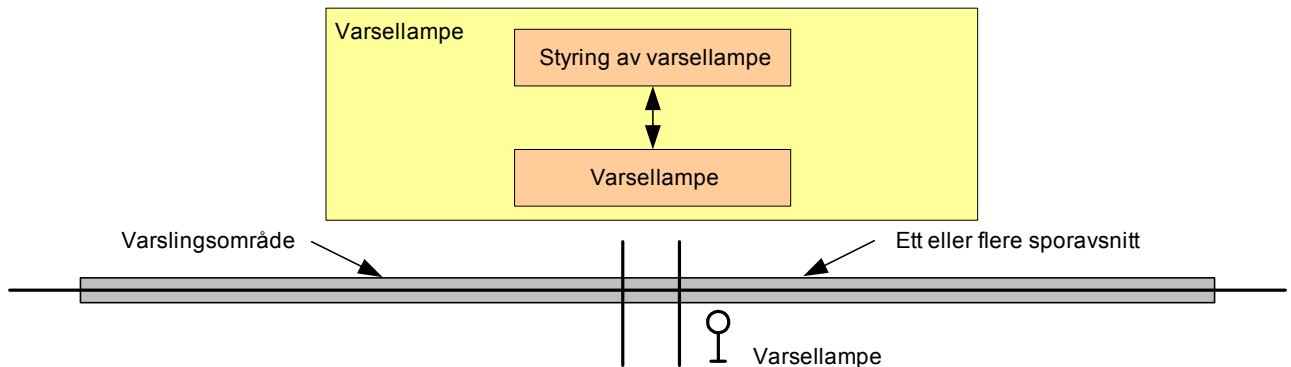 Varsellampe
Styring av varsellampe
Varsellampe
Varslingsområde
Ett eller flere sporavsnitt
Varsellampe